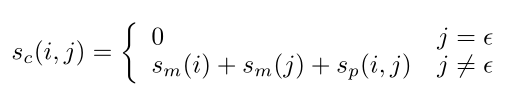 s_c(i, j) = { 0 j = ϵ
s_m(i) + s_m(j) + s_p(i, j) j ≠ ϵ